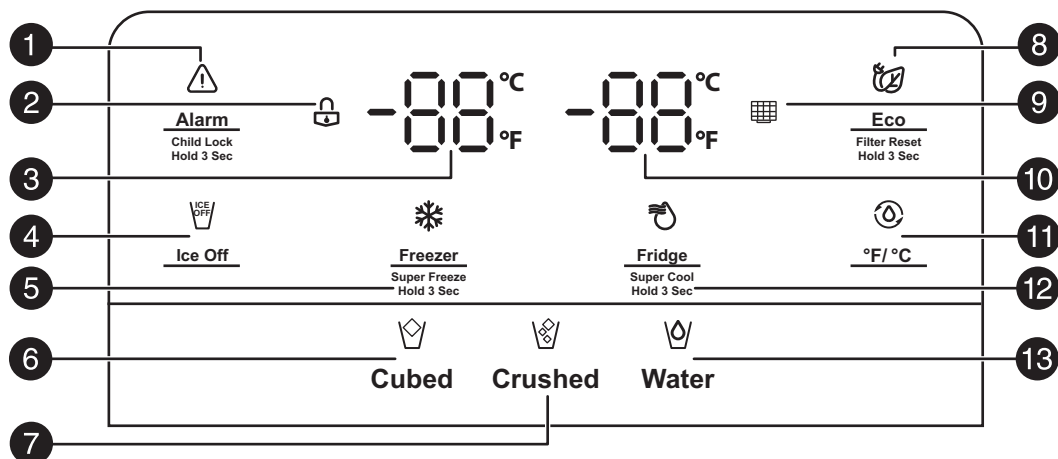 1
8
2
-88 °C °F
-88 °C °F
9
Alarm
Child Lock
Hold 3 Sec
Eco
Filter Reset
Hold 3 Sec
3
10
ICE
OFF
4
11
Ice Off
Freezer
Fridge
°F/ °C
Super Freeze
Hold 3 Sec
Super Cool
Hold 3 Sec
5
12
6
13
Cubed
Crushed
Water
7